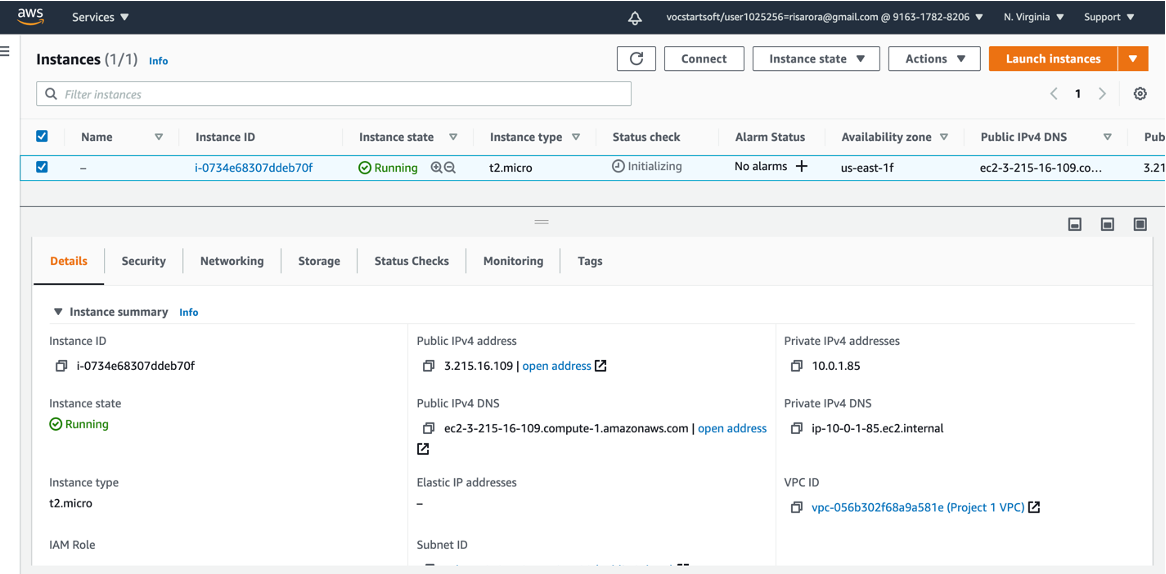 aws Services vocstartsoft/user1025256=risarora@gmail.com @ 9163-1782-8206 N. Virginia Support
Instances (1/1) Info Connect Instance state Actions Launch instances
Filter instances 1
Name Instance ID Instance state Instance type Status check Alarm Status Availability zone Public IPv4 DNS
– i-0734e68307ddeb70f Running t2.micro Initializing No alarms + us-east-1f ec2-3-215-16-109.co...
Details Security Networking Storage Status Checks Monitoring Tags
Instance summary Info
Instance ID Public IPv4 address Private IPv4 addresses
i-0734e68307ddeb70f 3.215.16.109 | open address 10.0.1.85
Instance state Public IPv4 DNS Private IPv4 DNS
Running ec2-3-215-16-109.compute-1.amazonaws.com | open address ip-10-0-1-85.ec2.internal
Instance type Elastic IP addresses VPC ID
t2.micro – vpc-056b302f68a9a581e (Project 1 VPC)
IAM Role Subnet ID